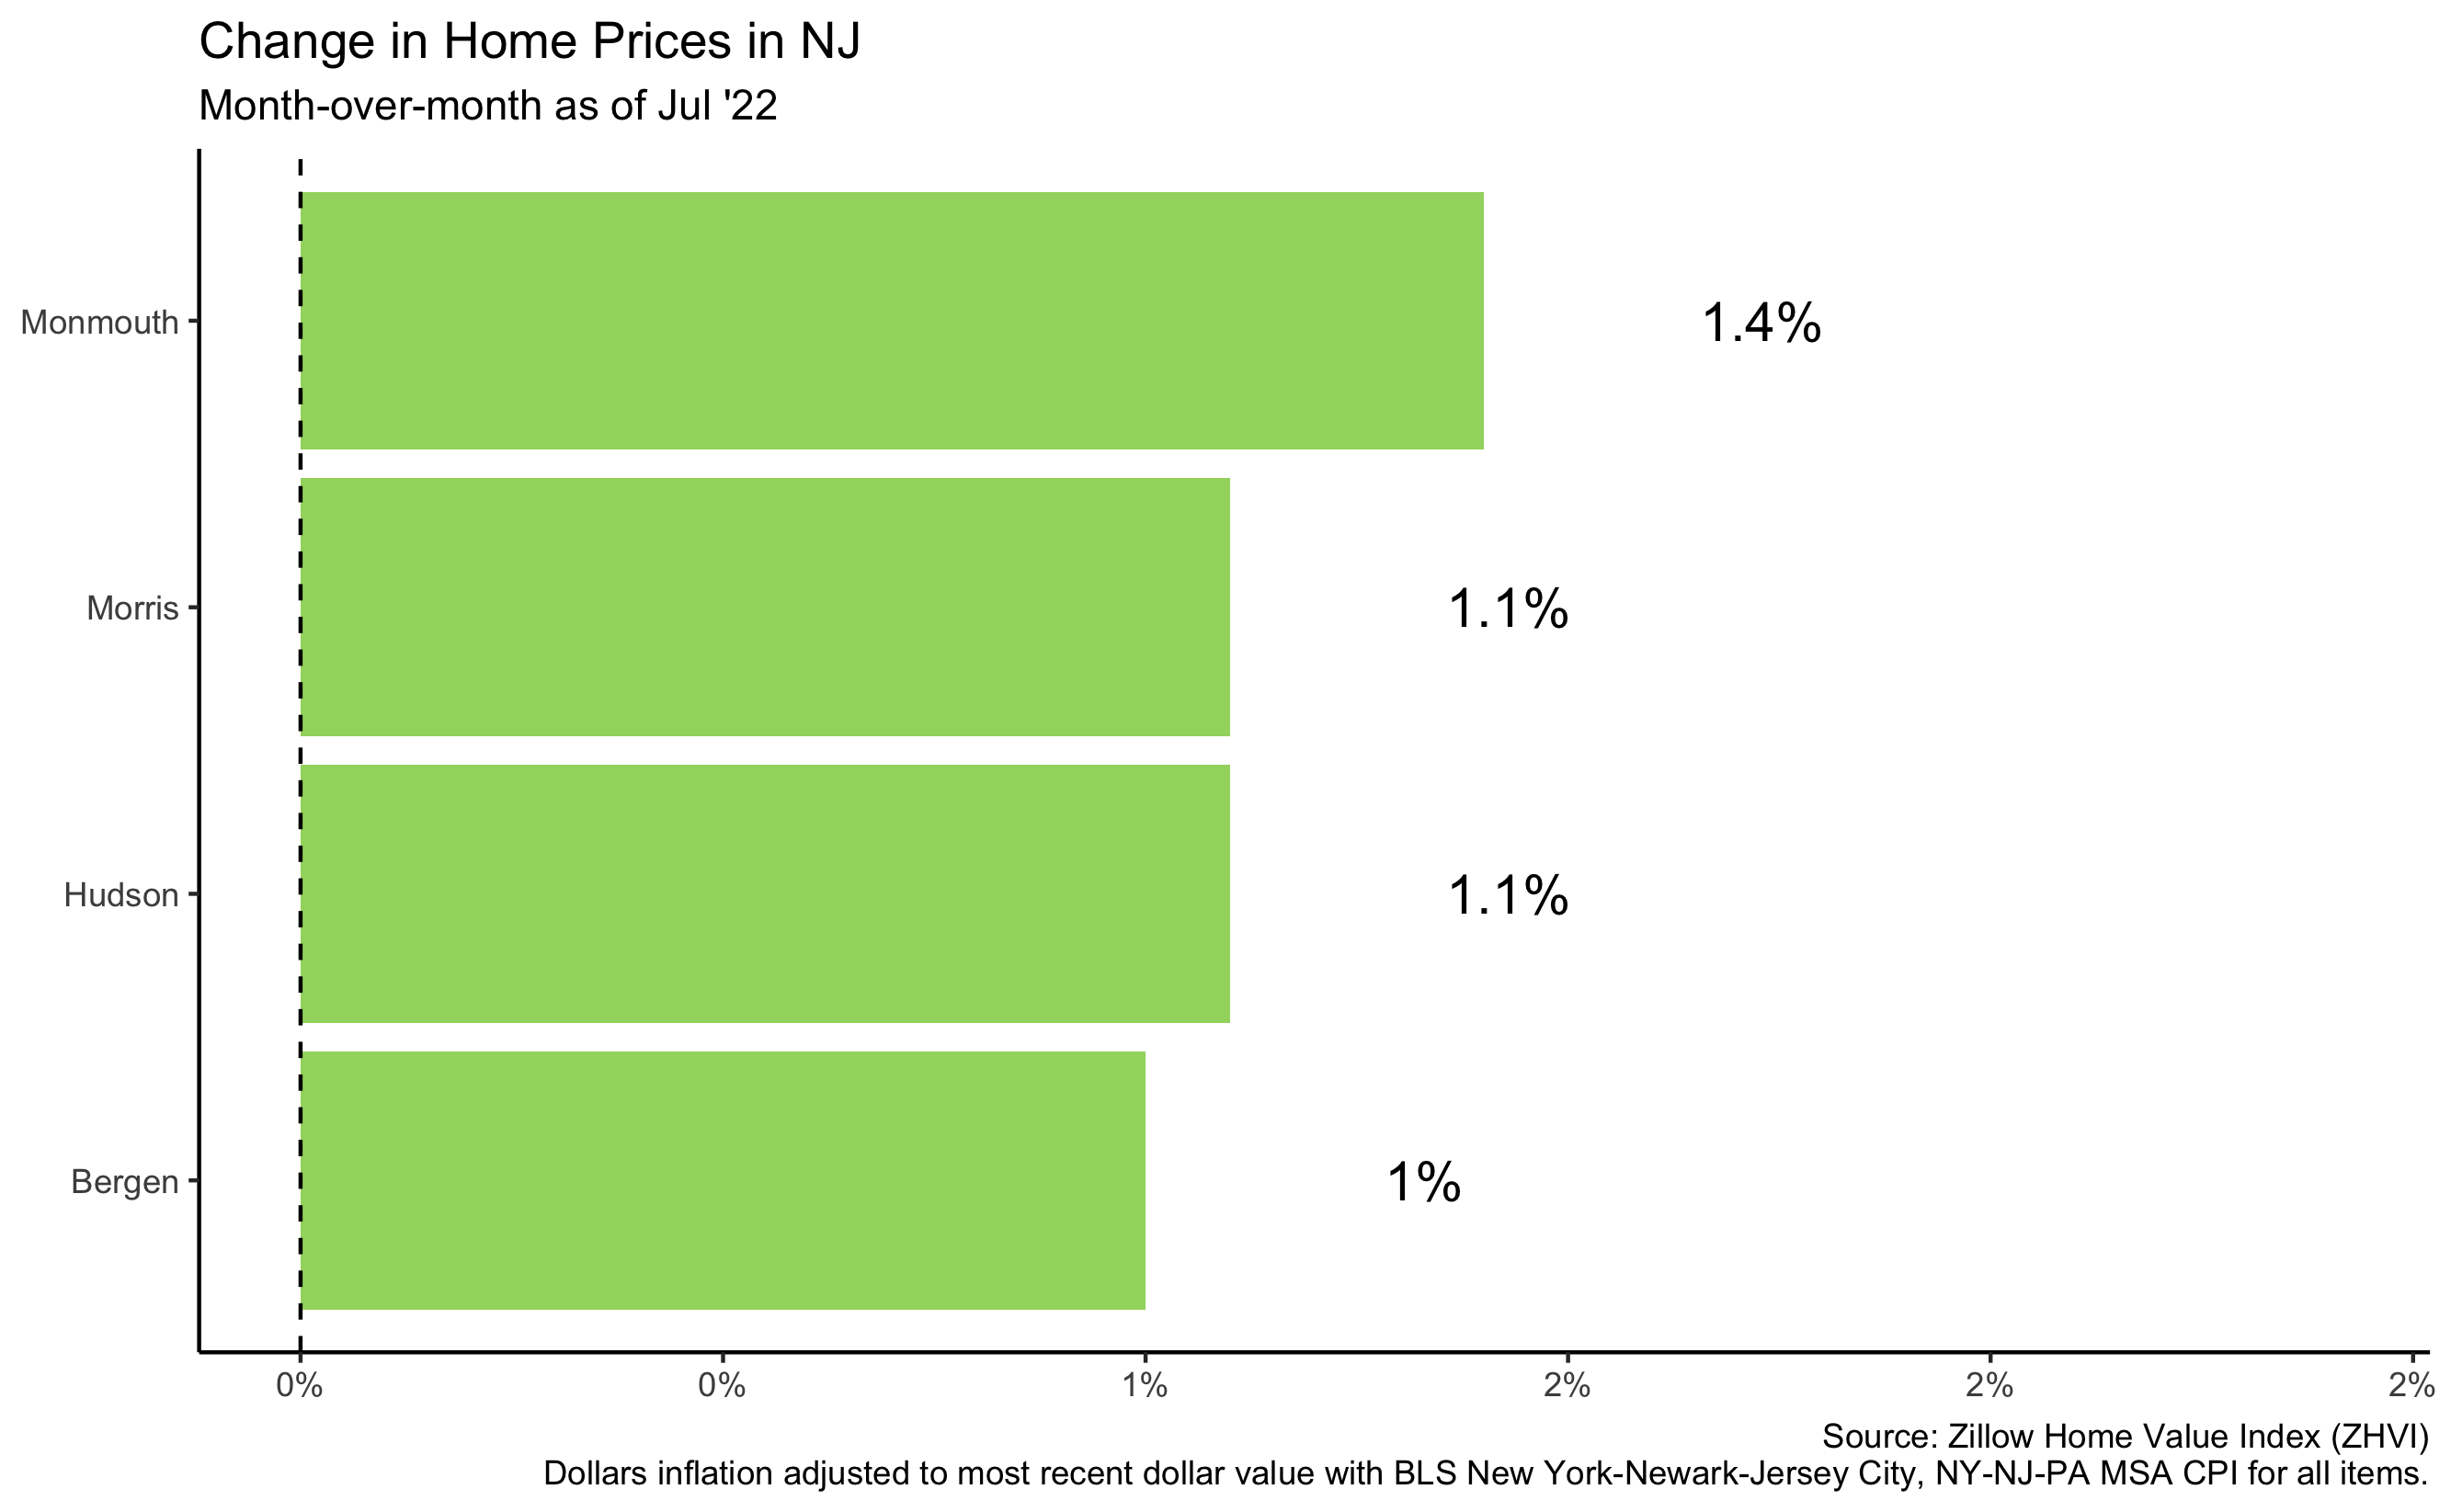 Change in Home Prices in NJ
Month-over-month as of Jul '22
Monmouth
1.4%
Morris
1.1%
Hudson
1.1%
Bergen
1%
0% 0% 1% 2% 2% 2%
Source: Zillow Home Value Index (ZHVI)
Dollars inflation adjusted to most recent dollar value with BLS New York-Newark-Jersey City, NY-NJ-PA MSA CPI for all items.